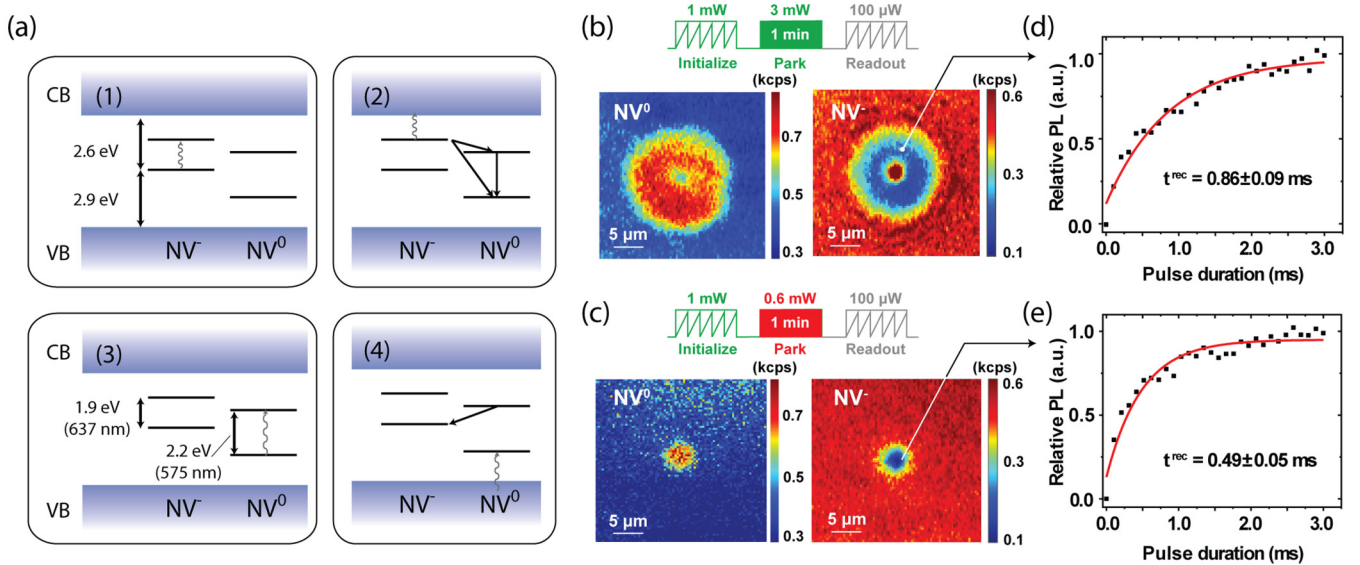 (a)
CB
(1)
2.6 eV
2.9 eV
VB
NV⁻
NV⁰
(2)
NV⁻
NV⁰
CB
(3)
1.9 eV
(637 nm)
2.2 eV
(575 nm)
VB
NV⁻
NV⁰
(4)
NV⁻
NV⁰
(b)
1 mW
3 mW
100 µW
1 min
Initialize
Park
Readout
(kcps)
(kcps)
NV⁰
0.7
0.5
0.3
5 µm
NV⁻
0.6
0.3
0.1
5 µm
(c)
1 mW
0.6 mW
100 µW
1 min
Initialize
Park
Readout
(kcps)
(kcps)
NV⁰
0.7
0.5
0.3
5 µm
NV⁻
0.6
0.3
0.1
5 µm
(d)
Relative PL (a.u.)
1.0
0.5
0.0
t ʳᵉᶜ = 0.86±0.09 ms
0.0 1.0 2.0 3.0
Pulse duration (ms)
(e)
Relative PL (a.u.)
1.0
0.5
0.0
t ʳᵉᶜ = 0.49±0.05 ms
0.0 1.0 2.0 3.0
Pulse duration (ms)